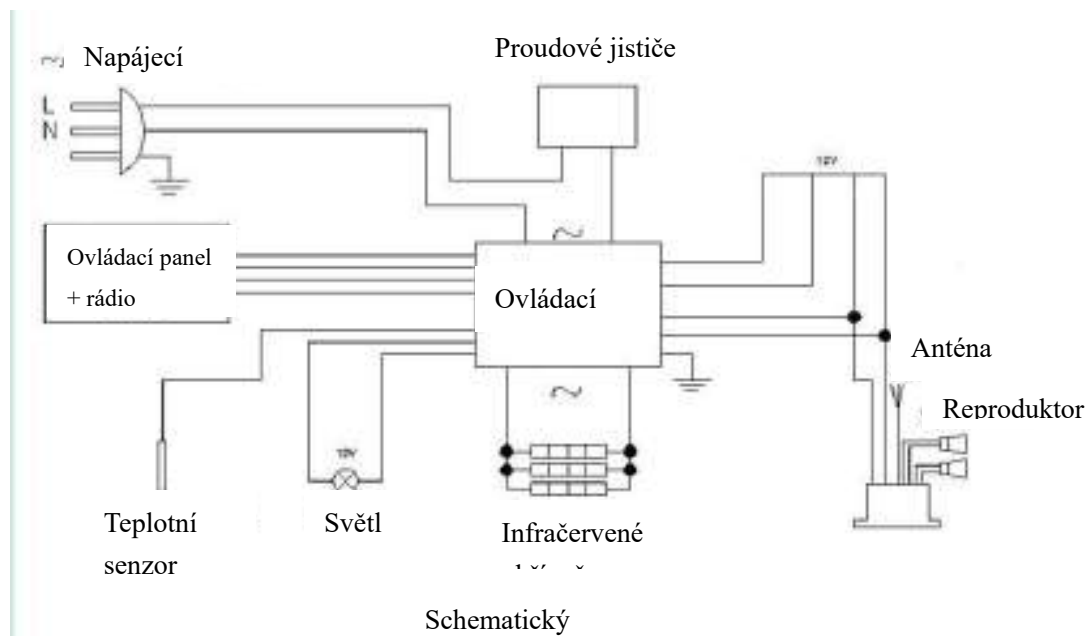 Napájecí
Proudové jističe
L
N
12V
Ovládací panel
+ rádio
Ovládací
Anténa
Reproduktor
12V
Teplotní
senzor
Světl
Infračervené
Schematický